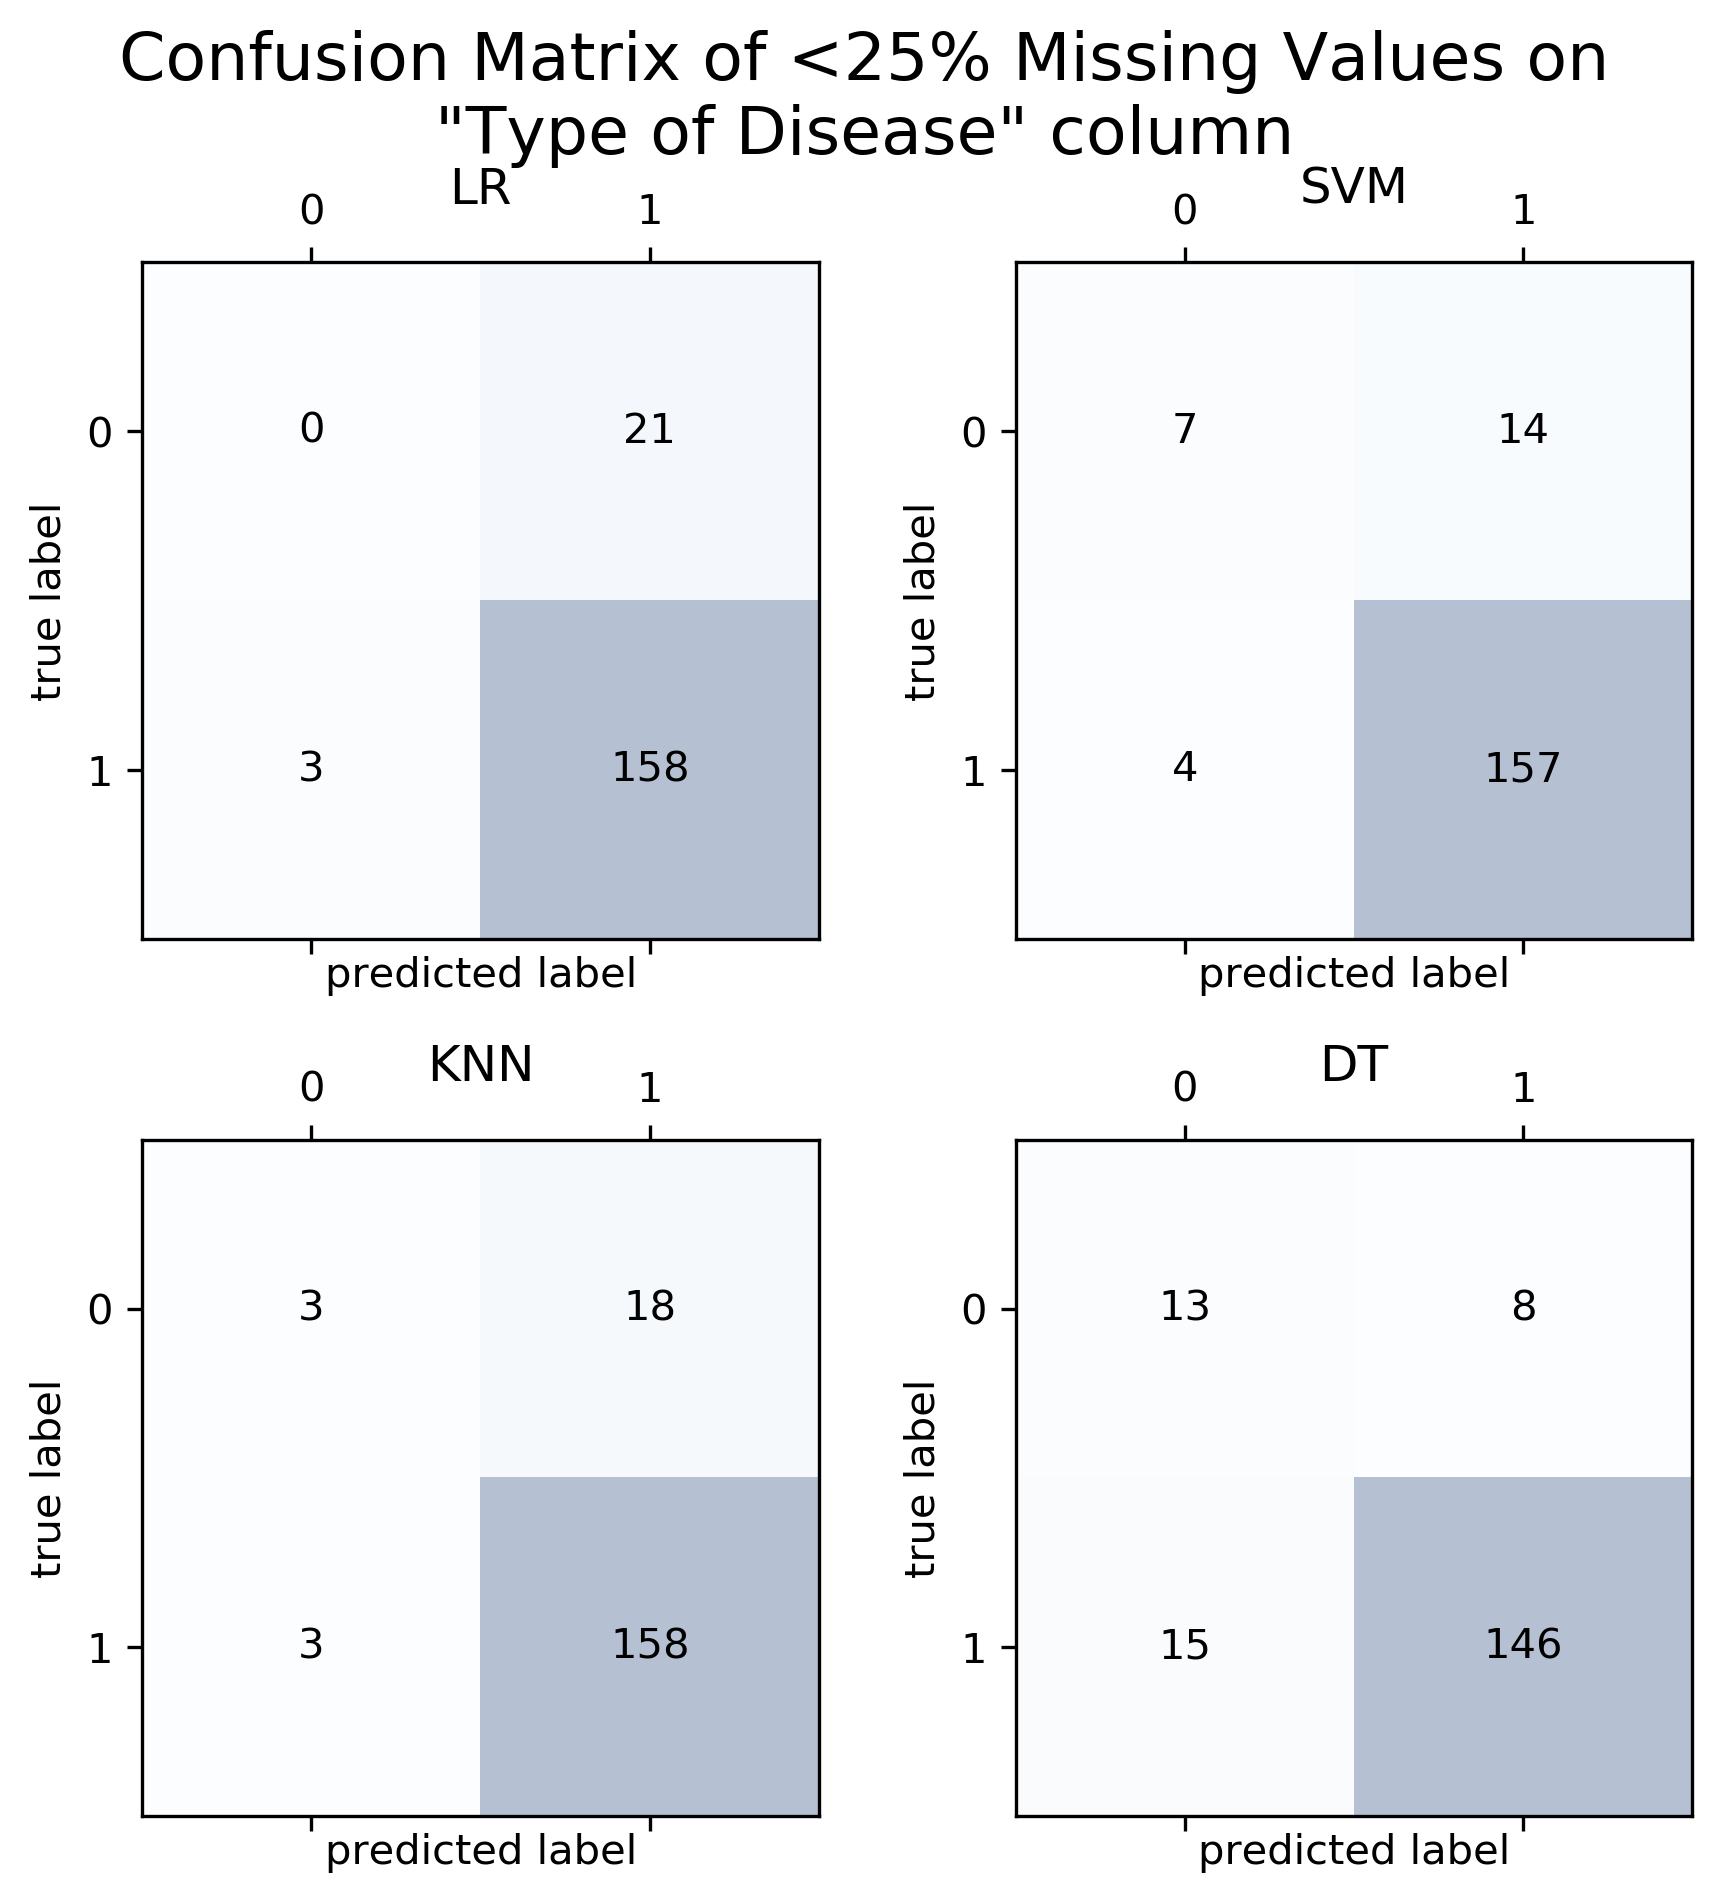 Confusion Matrix of <25% Missing Values on
"Type of Disease" column
LR
0 1
0 0 21
true label
1 3 158
predicted label
SVM
0 1
0 7 14
true label
1 4 157
predicted label
KNN
0 1
0 3 18
true label
1 3 158
predicted label
DT
0 1
0 13 8
true label
1 15 146
predicted label